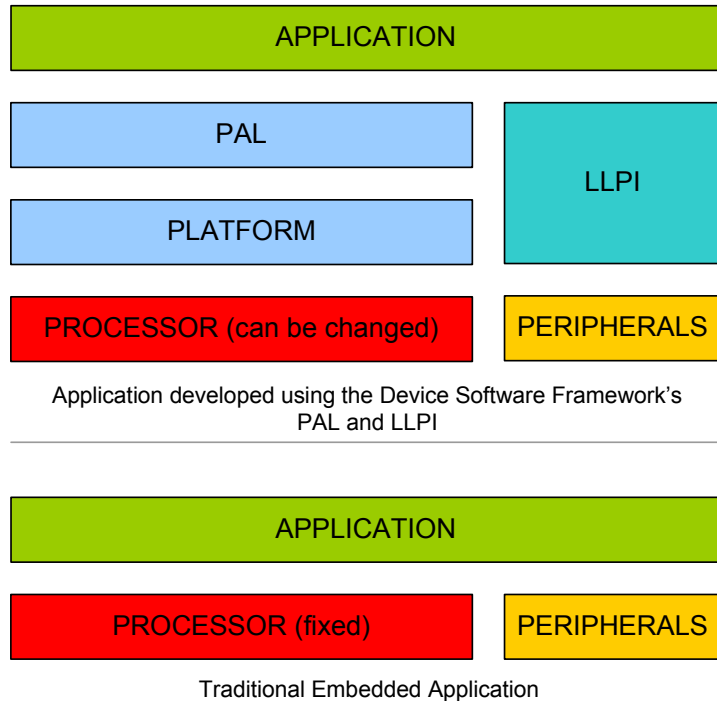 APPLICATION
PAL
LLPI
PLATFORM
PROCESSOR (can be changed)
PERIPHERALS
Application developed using the Device Software Framework’s
PAL and LLPI
APPLICATION
PROCESSOR (fixed)
PERIPHERALS
Traditional Embedded Application